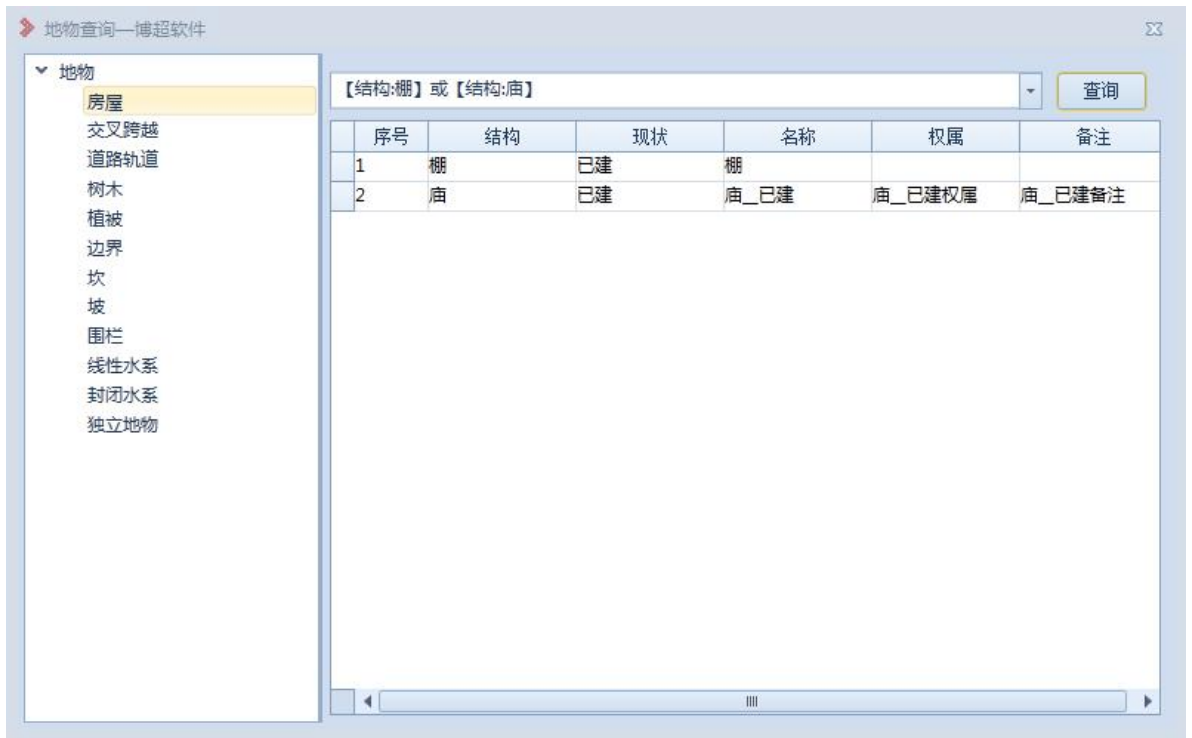 地物查询—博超软件
地物
房屋
交叉跨越
道路轨道
树木
植被
边界
坎
坡
围栏
线性水系
封闭水系
独立地物
【结构:棚】或【结构:庙】 查询
序号 结构 现状 名称 权属 备注
1 棚 已建 棚
2 庙 已建 庙__已建 庙__已建权属 庙__已建备注